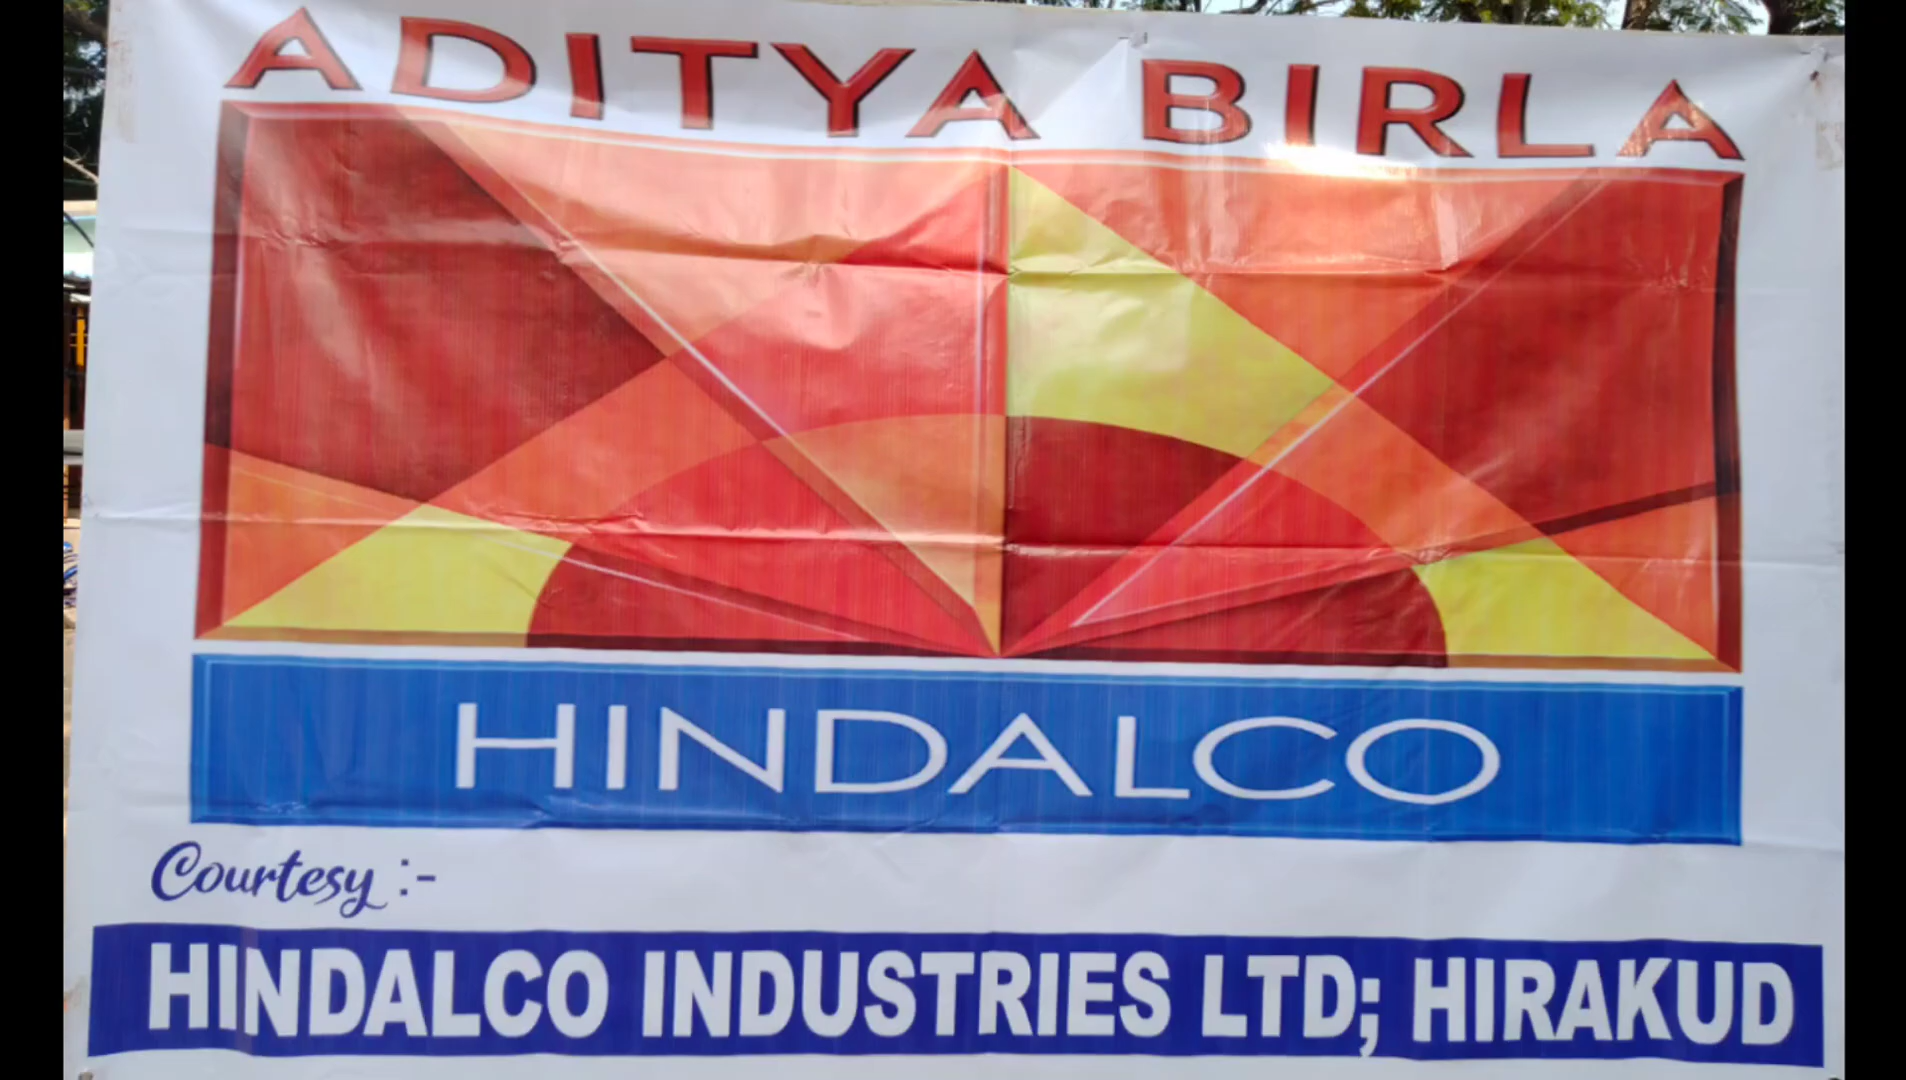 ADITYA BIRLA
HINDALCO
Courtesy :-
HINDALCO INDUSTRIES LTD; HIRAKUD